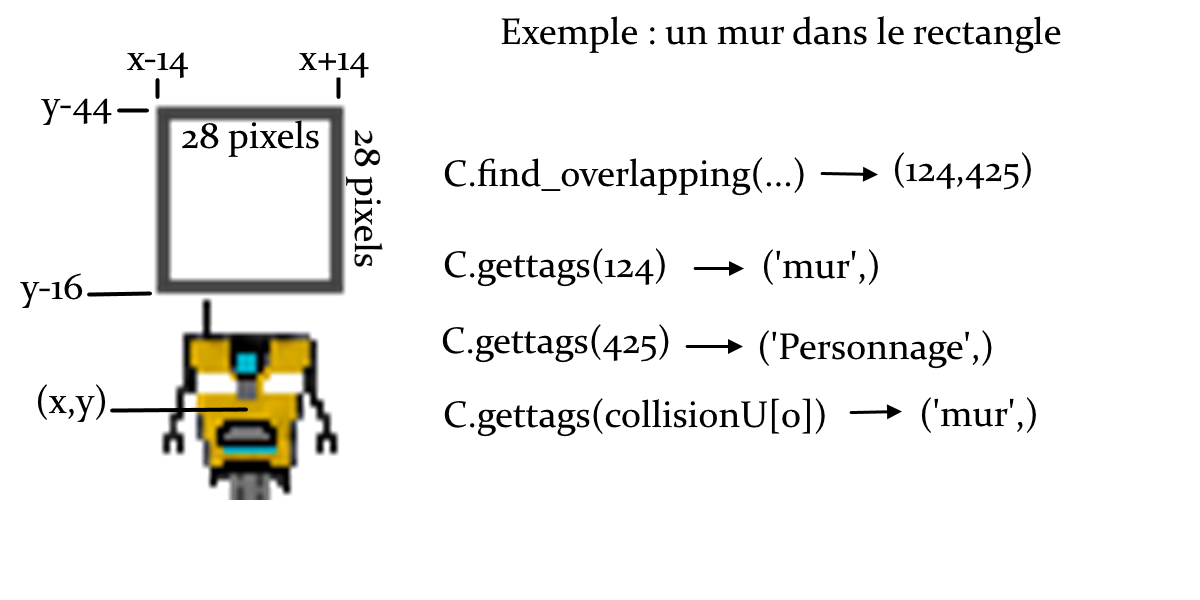 Exemple : un mur dans le rectangle
x-14
x+14
y-44
28 pixels
28 pixels
y-16
(x,y)
C.find_overlapping(...) → (124,425)
C.gettags(124) → ('mur',)
C.gettags(425) → ('Personnage',)
C.gettags(collisionU[0]) → ('mur',)